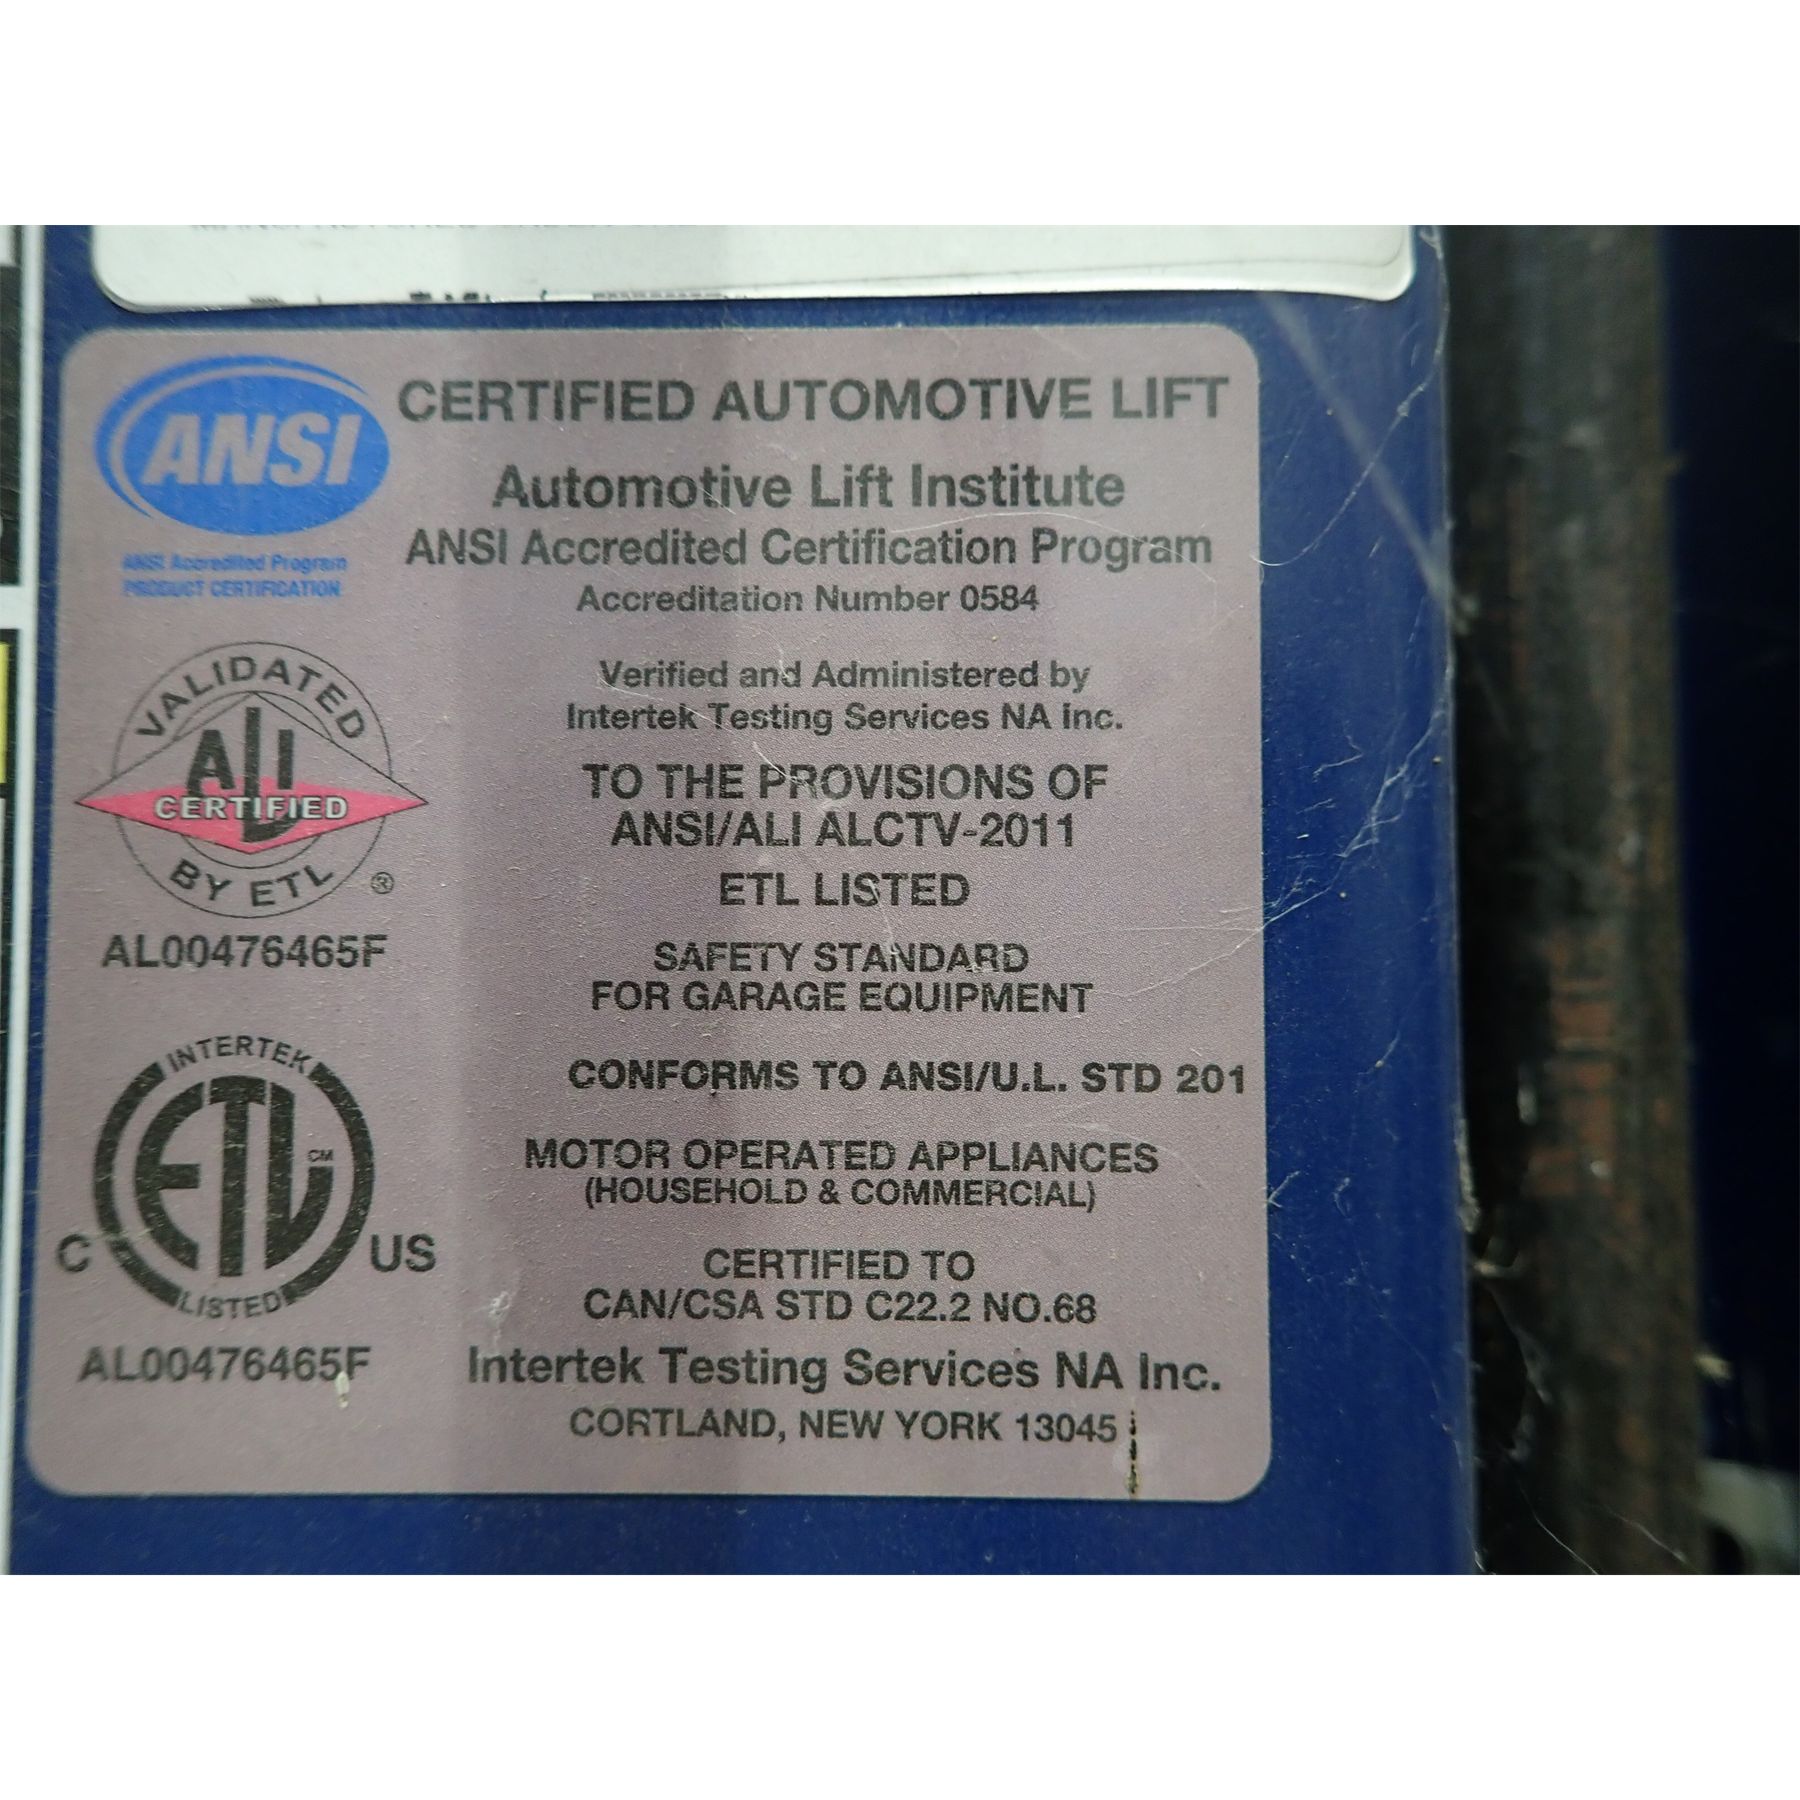 ANSI
ANSI Accredited Program
PRODUCT CERTIFICATION
CERTIFIED AUTOMOTIVE LIFT
Automotive Lift Institute
ANSI Accredited Certification Program
Accreditation Number 0584
Verified and Administered by
Intertek Testing Services NA Inc.
TO THE PROVISIONS OF
ANSI/ALI ALCTV-2011
ETL LISTED
VALIDATED
ALI
CERTIFIED
BY ETL ®
AL00476465F
SAFETY STANDARD
FOR GARAGE EQUIPMENT
CONFORMS TO ANSI/U.L. STD 201
MOTOR OPERATED APPLIANCES
(HOUSEHOLD & COMMERCIAL)
CERTIFIED TO
CAN/CSA STD C22.2 NO.68
INTERTEK
ETL CM
C US
LISTED
AL00476465F
Intertek Testing Services NA Inc.
CORTLAND, NEW YORK 13045